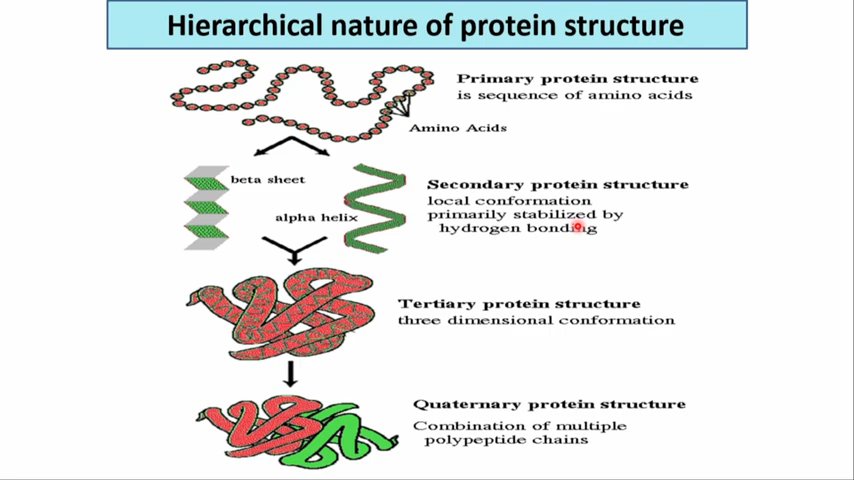 Hierarchical nature of protein structure
Primary protein structure
is sequence of amino acids
Amino Acids
beta sheet
alpha helix
Secondary protein structure
local conformation
primarily stabilized by
hydrogen bonding
Tertiary protein structure
three dimensional conformation
Quaternary protein structure
Combination of multiple
polypeptide chains